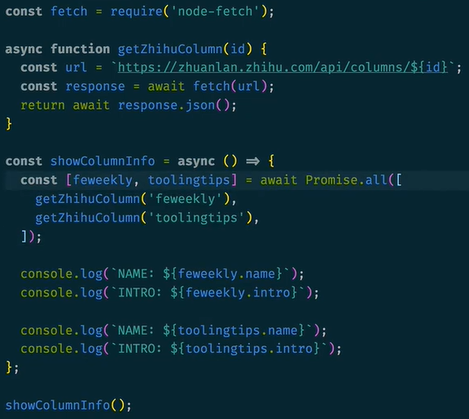 const fetch = require('node-fetch');

async function getZhihuColumn(id) {
  const url = `https://zhuanlan.zhihu.com/api/columns/${id}`;
  const response = await fetch(url);
  return await response.json();
}

const showColumnInfo = async () => {
  const [feweekly, toolingtips] = await Promise.all([
    getZhihuColumn('feweekly'),
    getZhihuColumn('toolingtips'),
  ]);

  console.log(`NAME: ${feweekly.name}`);
  console.log(`INTRO: ${feweekly.intro}`);

  console.log(`NAME: ${toolingtips.name}`);
  console.log(`INTRO: ${toolingtips.intro}`);
};

showColumnInfo();